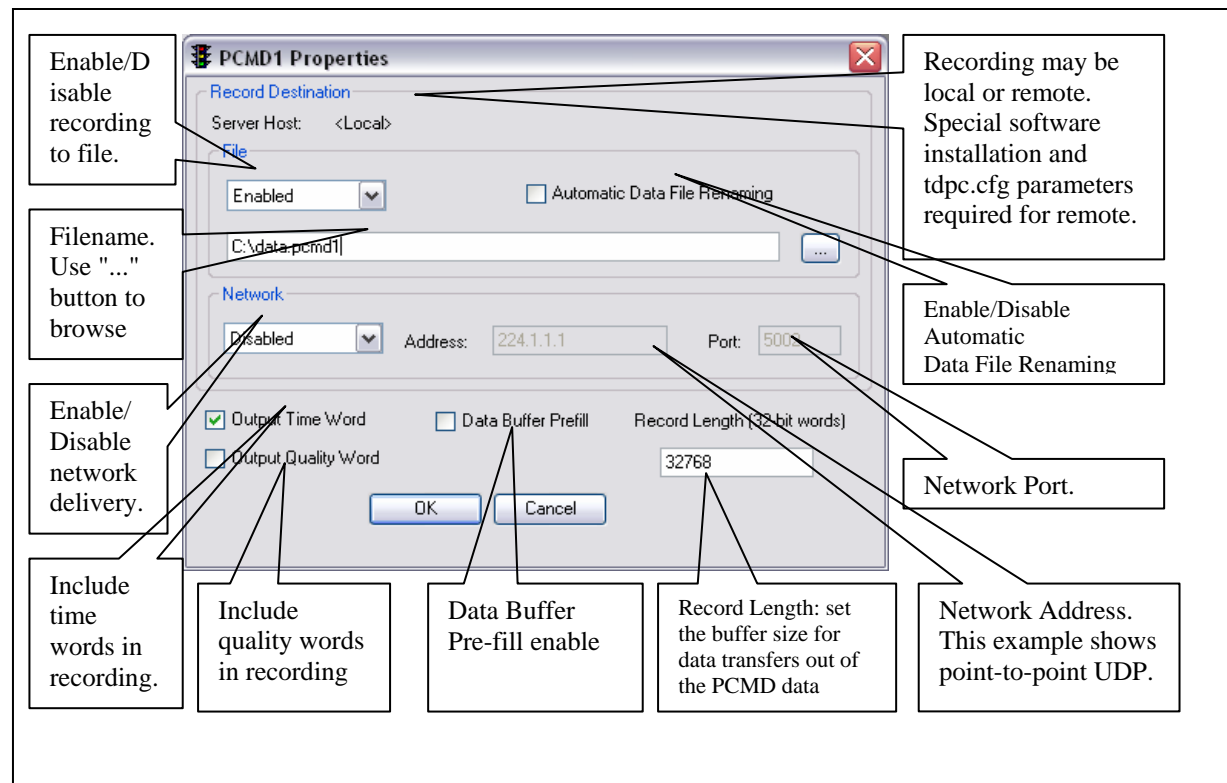 Enable/D
isable
recording
to file.
Filename.
Use "..."
button to
browse
Enable/
Disable
network
delivery.
Include
time
words in
recording.
PCMD1 Properties
Record Destination
Server Host: <Local>
File
Enabled
Automatic Data File Renaming
C:\data.pcmd1
...
Network
Disabled
Address: 224.1.1.1
Port: 5002
Output Time Word
Data Buffer Prefill
Record Length (32-bit words)
Output Quality Word
32768
OK
Cancel
Recording may be
local or remote.
Special software
installation and
tdpc.cfg parameters
required for remote.
Enable/Disable
Automatic
Data File Renaming
Network Port.
Include
quality words
in recording
Data Buffer
Pre-fill enable
Record Length: set
the buffer size for
data transfers out of
the PCMD data
Network Address.
This example shows
point-to-point UDP.